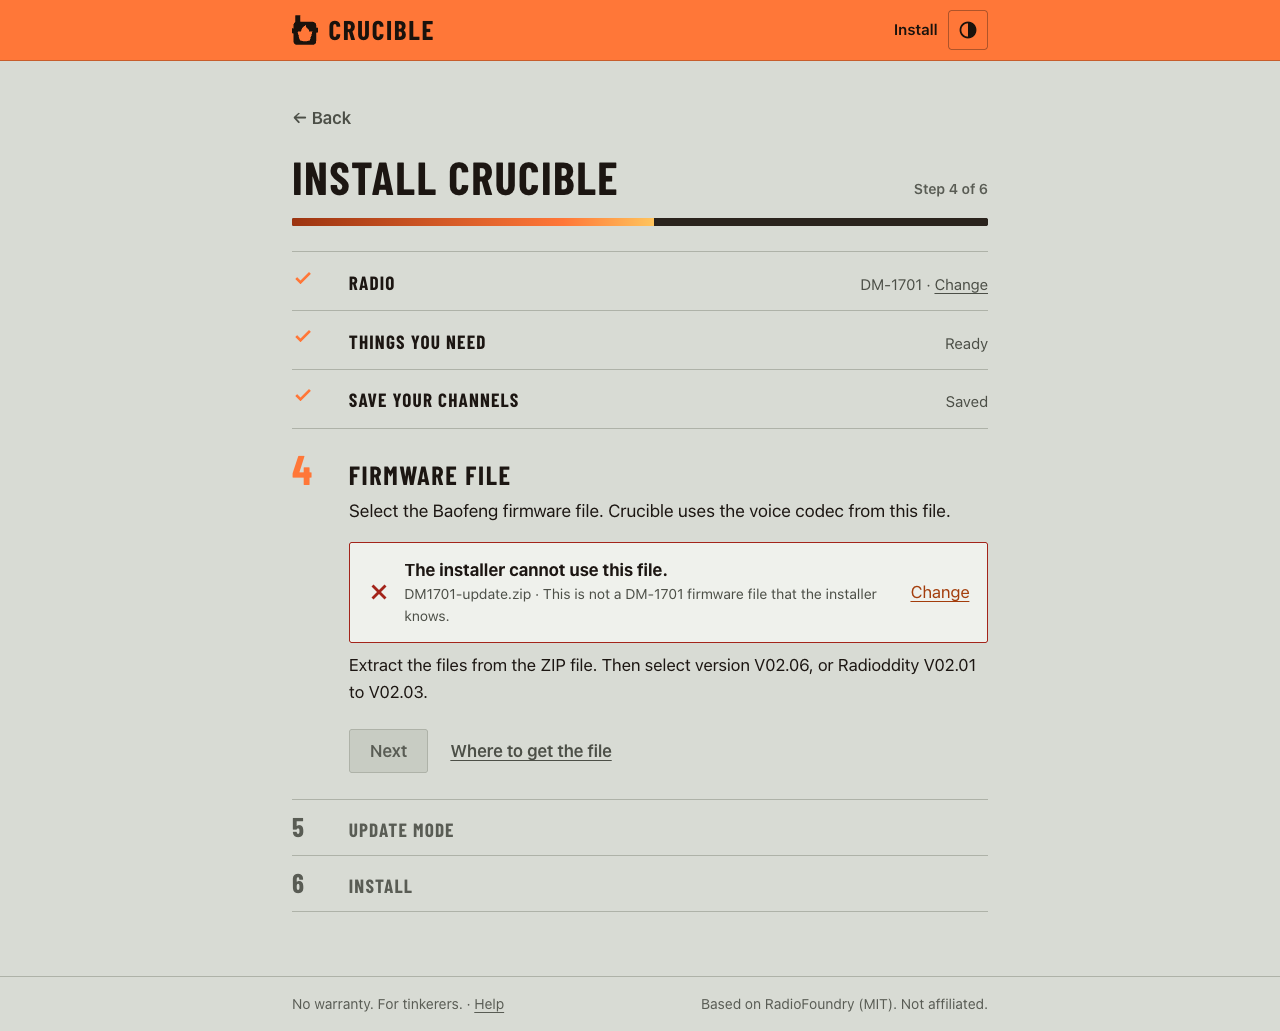 CRUCIBLE
Install
← Back
INSTALL CRUCIBLE
Step 4 of 6
RADIO
DM-1701 · Change
THINGS YOU NEED
Ready
SAVE YOUR CHANNELS
Saved
4
FIRMWARE FILE
Select the Baofeng firmware file. Crucible uses the voice codec from this file.
The installer cannot use this file.
DM1701-update.zip · This is not a DM-1701 firmware file that the installer
knows.
Change
Extract the files from the ZIP file. Then select version V02.06, or Radioddity V02.01
to V02.03.
Next
Where to get the file
5
UPDATE MODE
6
INSTALL
No warranty. For tinkerers. · Help
Based on RadioFoundry (MIT). Not affiliated.